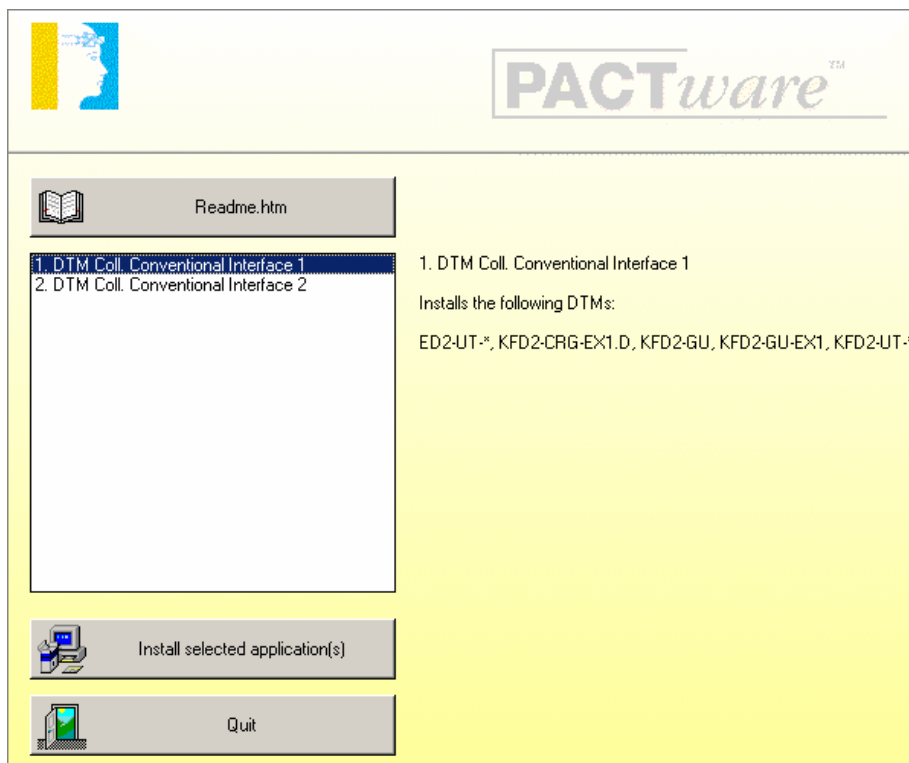 PACTware™
Readme.htm
1. DTM Coll. Conventional Interface 1
2. DTM Coll. Conventional Interface 2
1. DTM Coll. Conventional Interface 1
Installs the following DTMs:
ED2-UT-*, KFD2-CRG-EX1.D, KFD2-GU, KFD2-GU-EX1, KFD2-UT-*
Install selected application(s)
Quit